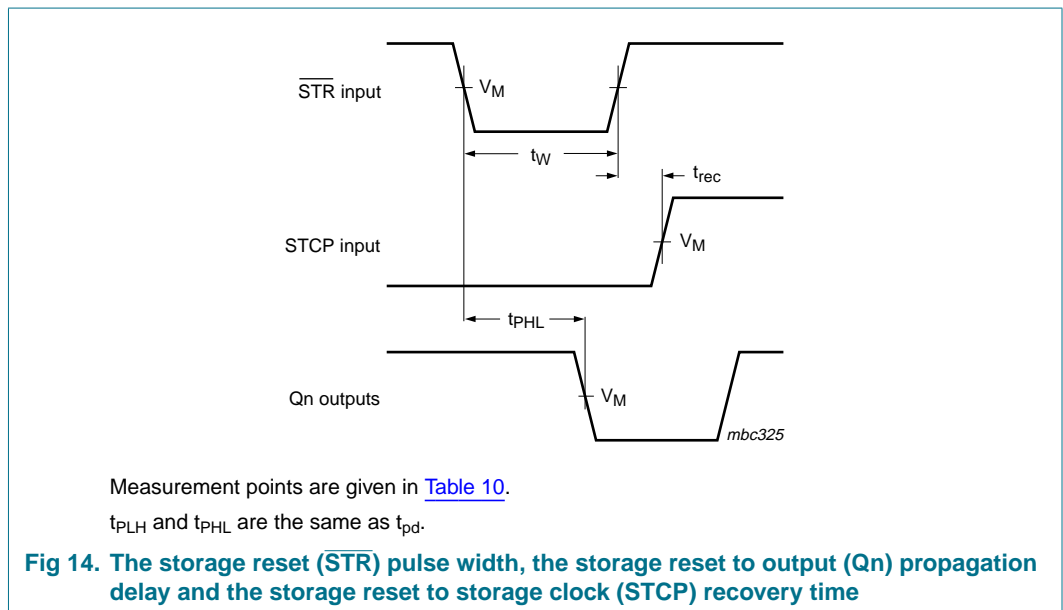 S̅T̅R̅ input
VM
tW
trec
STCP input
VM
tPHL
Qn outputs
VM
mbc325
Measurement points are given in Table 10.
tPLH and tPHL are the same as tpd.
Fig 14. The storage reset (S̅T̅R̅) pulse width, the storage reset to output (Qn) propagation
delay and the storage reset to storage clock (STCP) recovery time